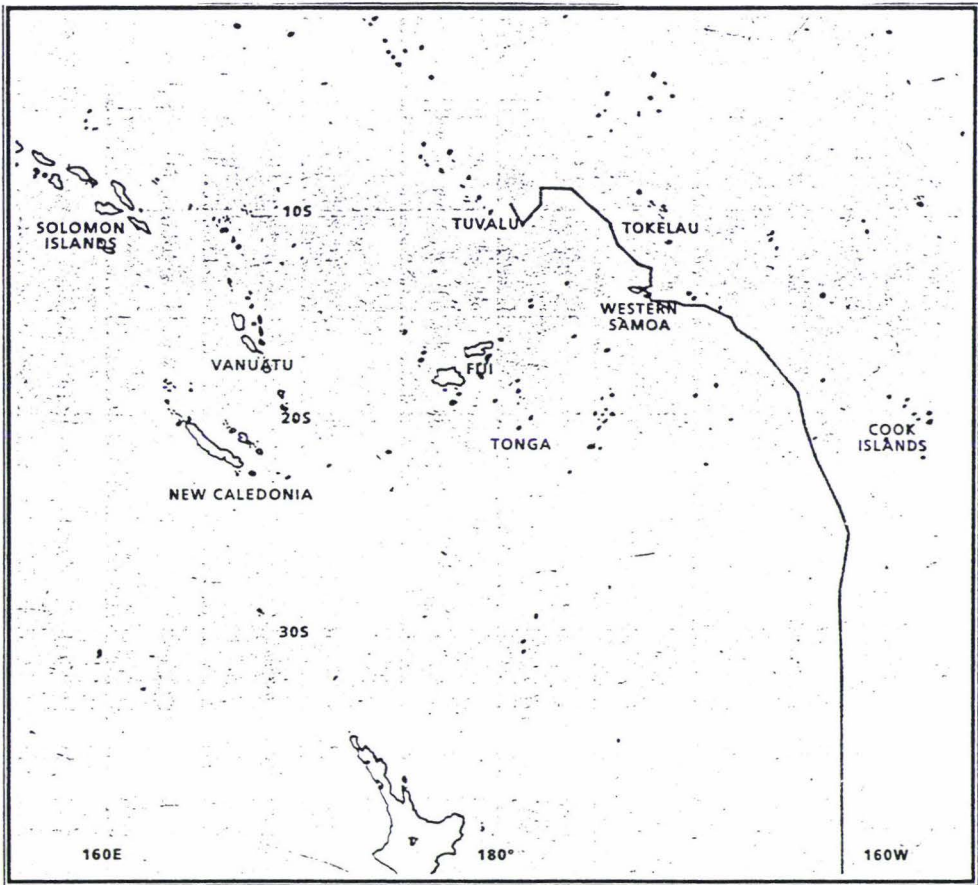 10S
TUVALU
TOKELAU
SOLOMON
ISLANDS
WESTERN
SAMOA
VANUATU
FIJI
20S
TONGA
COOK
ISLANDS
NEW CALEDONIA
30S
160E
180°
160W